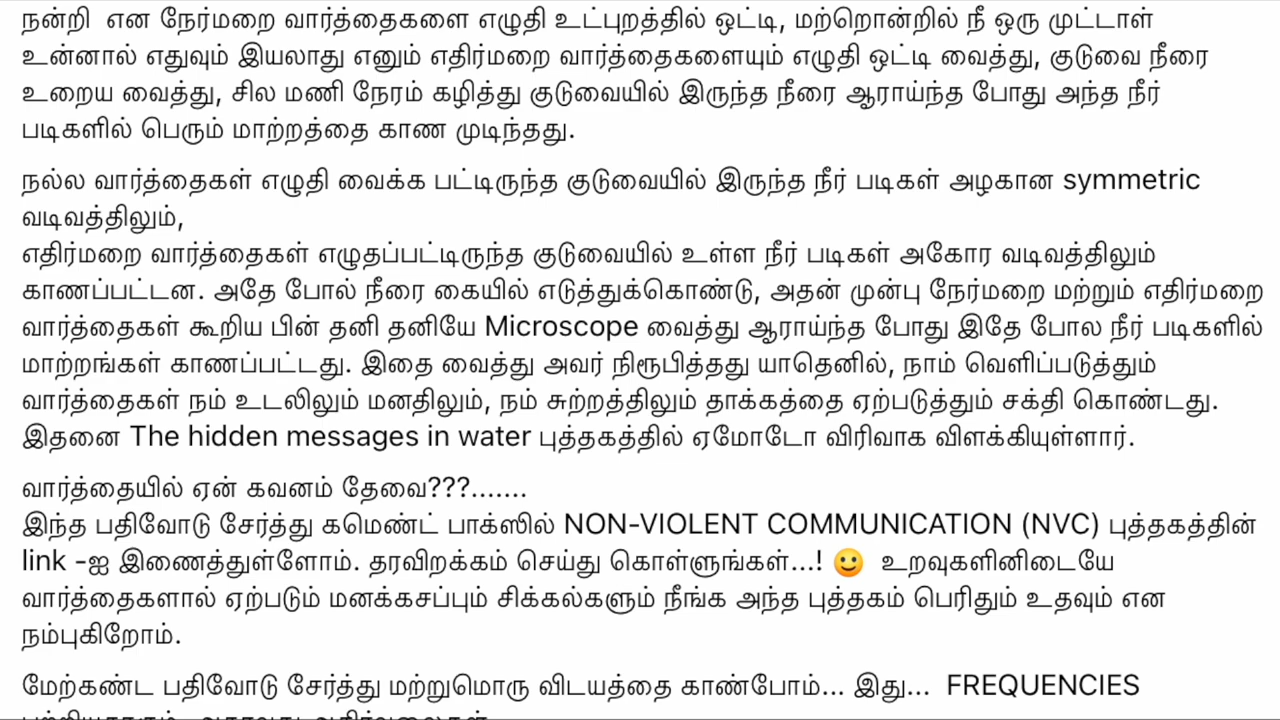 நன்றி என நேர்மறை வார்த்தைகளை எழுதி உட்புறத்தில் ஒட்டி, மற்றொன்றில் நீ ஒரு முட்டாள்
உன்னால் எதுவும் இயலாது எனும் எதிர்மறை வார்த்தைகளையும் எழுதி ஒட்டி வைத்து, குடுவை நீரை
உறைய வைத்து, சில மணி நேரம் கழித்து குடுவையில் இருந்த நீரை ஆராய்ந்த போது அந்த நீர்
படிகளில் பெரும் மாற்றத்தை காண முடிந்தது.
நல்ல வார்த்தைகள் எழுதி வைக்க பட்டிருந்த குடுவையில் இருந்த நீர் படிகள் அழகான symmetric
வடிவத்திலும்,
எதிர்மறை வார்த்தைகள் எழுதப்பட்டிருந்த குடுவையில் உள்ள நீர் படிகள் அகோர வடிவத்திலும்
காணப்பட்டன. அதே போல் நீரை கையில் எடுத்துக்கொண்டு, அதன் முன்பு நேர்மறை மற்றும் எதிர்மறை
வார்த்தைகள் கூறிய பின் தனி தனியே Microscope வைத்து ஆராய்ந்த போது இதே போல நீர் படிகளில்
மாற்றங்கள் காணப்பட்டது. இதை வைத்து அவர் நிரூபித்தது யாதெனில், நாம் வெளிப்படுத்தும்
வார்த்தைகள் நம் உடலிலும் மனதிலும், நம் சுற்றத்திலும் தாக்கத்தை ஏற்படுத்தும் சக்தி கொண்டது.
இதனை The hidden messages in water புத்தகத்தில் ஏமோடோ விரிவாக விளக்கியுள்ளார்.
வார்த்தையில் ஏன் கவனம் தேவை???.......
இந்த பதிவோடு சேர்த்து கமெண்ட் பாக்ஸில் NON-VIOLENT COMMUNICATION (NVC) புத்தகத்தின்
link -ஐ இணைத்துள்ளோம். தரவிறக்கம் செய்து கொள்ளுங்கள்...! 🙂 உறவுகளினிடையே
வார்த்தைகளால் ஏற்படும் மனக்கசப்பும் சிக்கல்களும் நீங்க அந்த புத்தகம் பெரிதும் உதவும் என
நம்புகிறோம்.
மேற்கண்ட பதிவோடு சேர்த்து மற்றுமொரு விடயத்தை காண்போம்... இது... FREQUENCIES